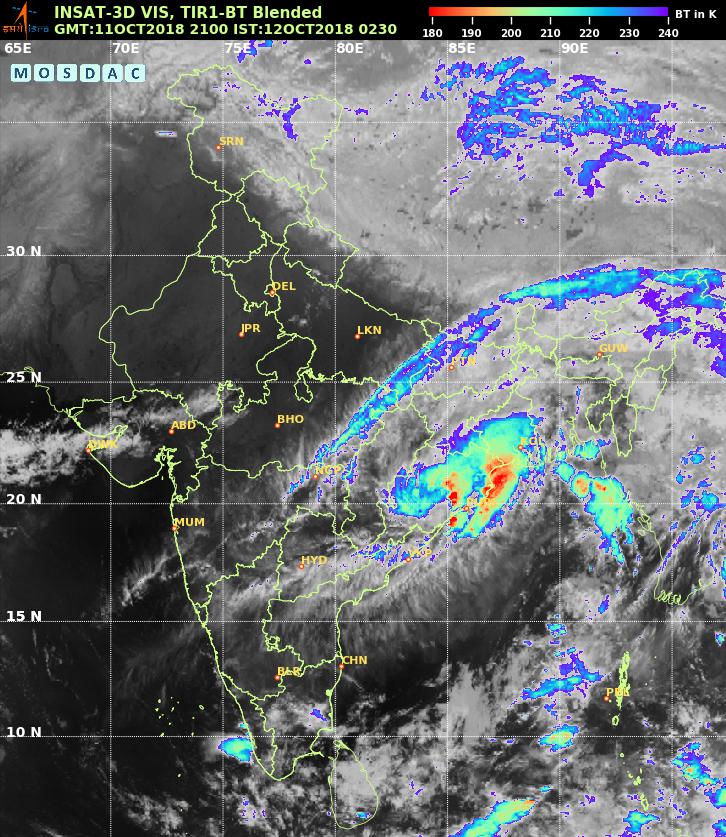 INSAT-3D VIS, TIR1-BT Blended
GMT:11OCT2018 2100 IST:12OCT2018 0230
BT in K
180 190 200 210 220 230 240
65E 70E 75E 80E 85E 90E
M O S D A C
SRN
30 N
DEL
JPR
LKN
GUW
25 N
ABD
BHO
DWK
NGP
20 N
MUM
HYD
15 N
CHN
BLR
10 N